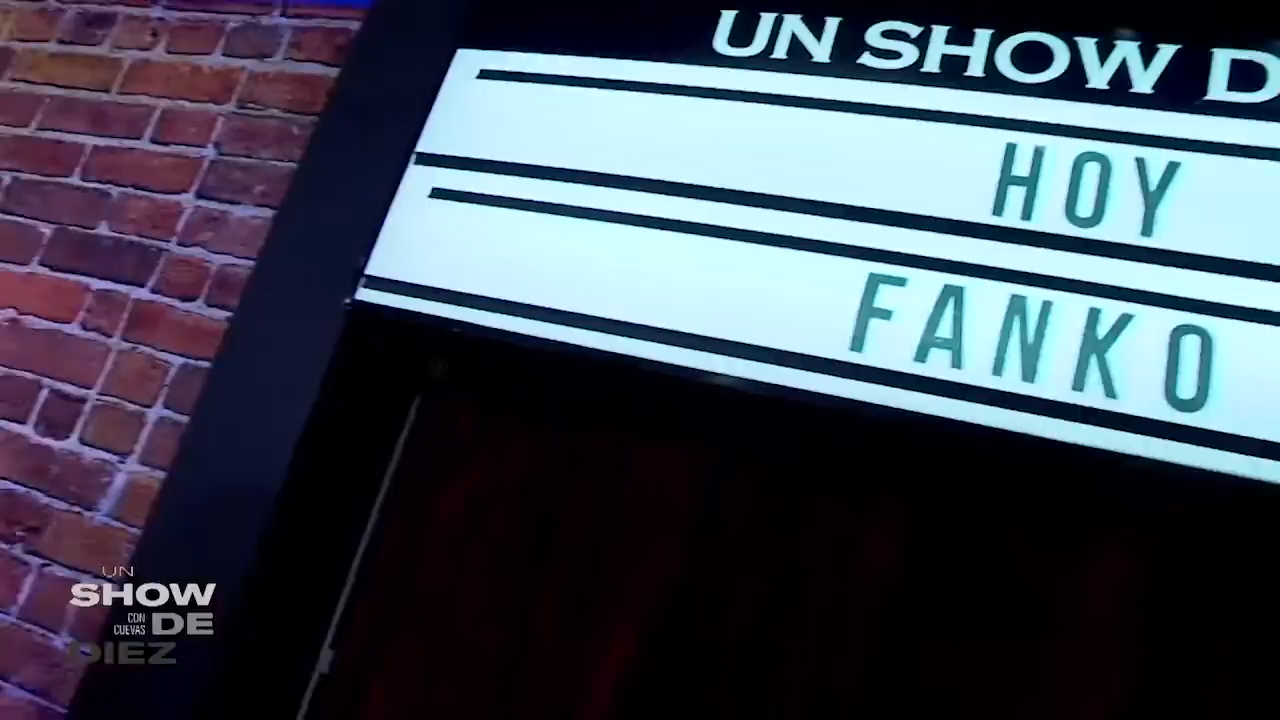 UN SHOW D
HOY
FANKO
UN
SHOW
CON
CUEVAS
DE
DIEZ